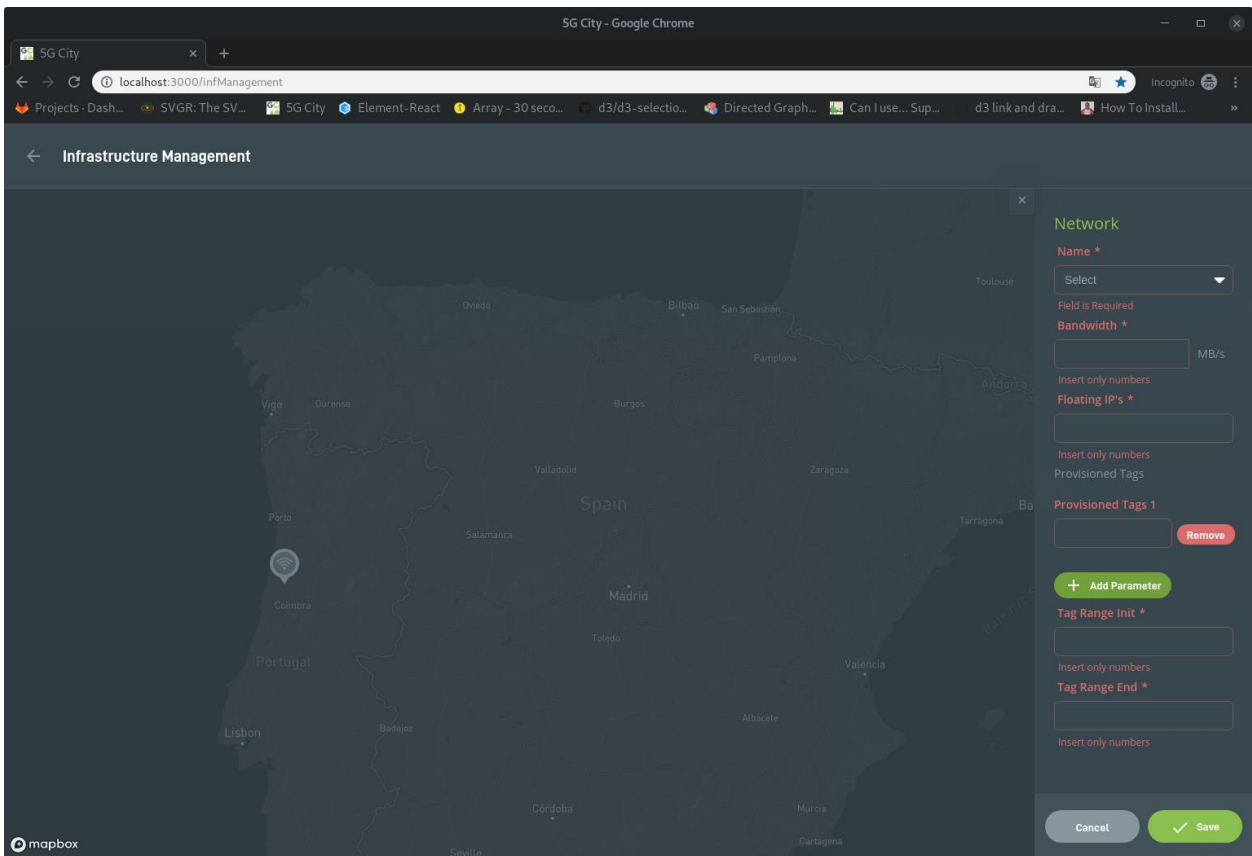 5G City - Google Chrome
5G City
localhost:3000/infManagement
Incognito
Projects · Dash...
SVGR: The SV...
5G City
Element-React
Array - 30 seco...
d3/d3-selectio...
Directed Graph...
Can I use... Sup...
d3 link and dra...
How To Install...
»
Infrastructure Management
Network
Name *
Select
Field is Required
Bandwidth *
MB/s
Insert only numbers
Floating IP's *
Insert only numbers
Provisioned Tags
Provisioned Tags 1
Remove
+ Add Parameter
Tag Range Init *
Insert only numbers
Tag Range End *
Insert only numbers
Cancel
Save
Toulouse
Oviedo
Bilbao
San Sebastián
Pamplona
Andorra
Vigo
Ourense
Burgos
Valladolid
Zaragoza
Spain
Ba
Porto
Tarragona
Salamanca
Madrid
Coimbra
Balearic S
Toledo
Portugal
Valencia
Albacete
Lisbon
Badajoz
Córdoba
Murcia
Cartagena
Seville
mapbox